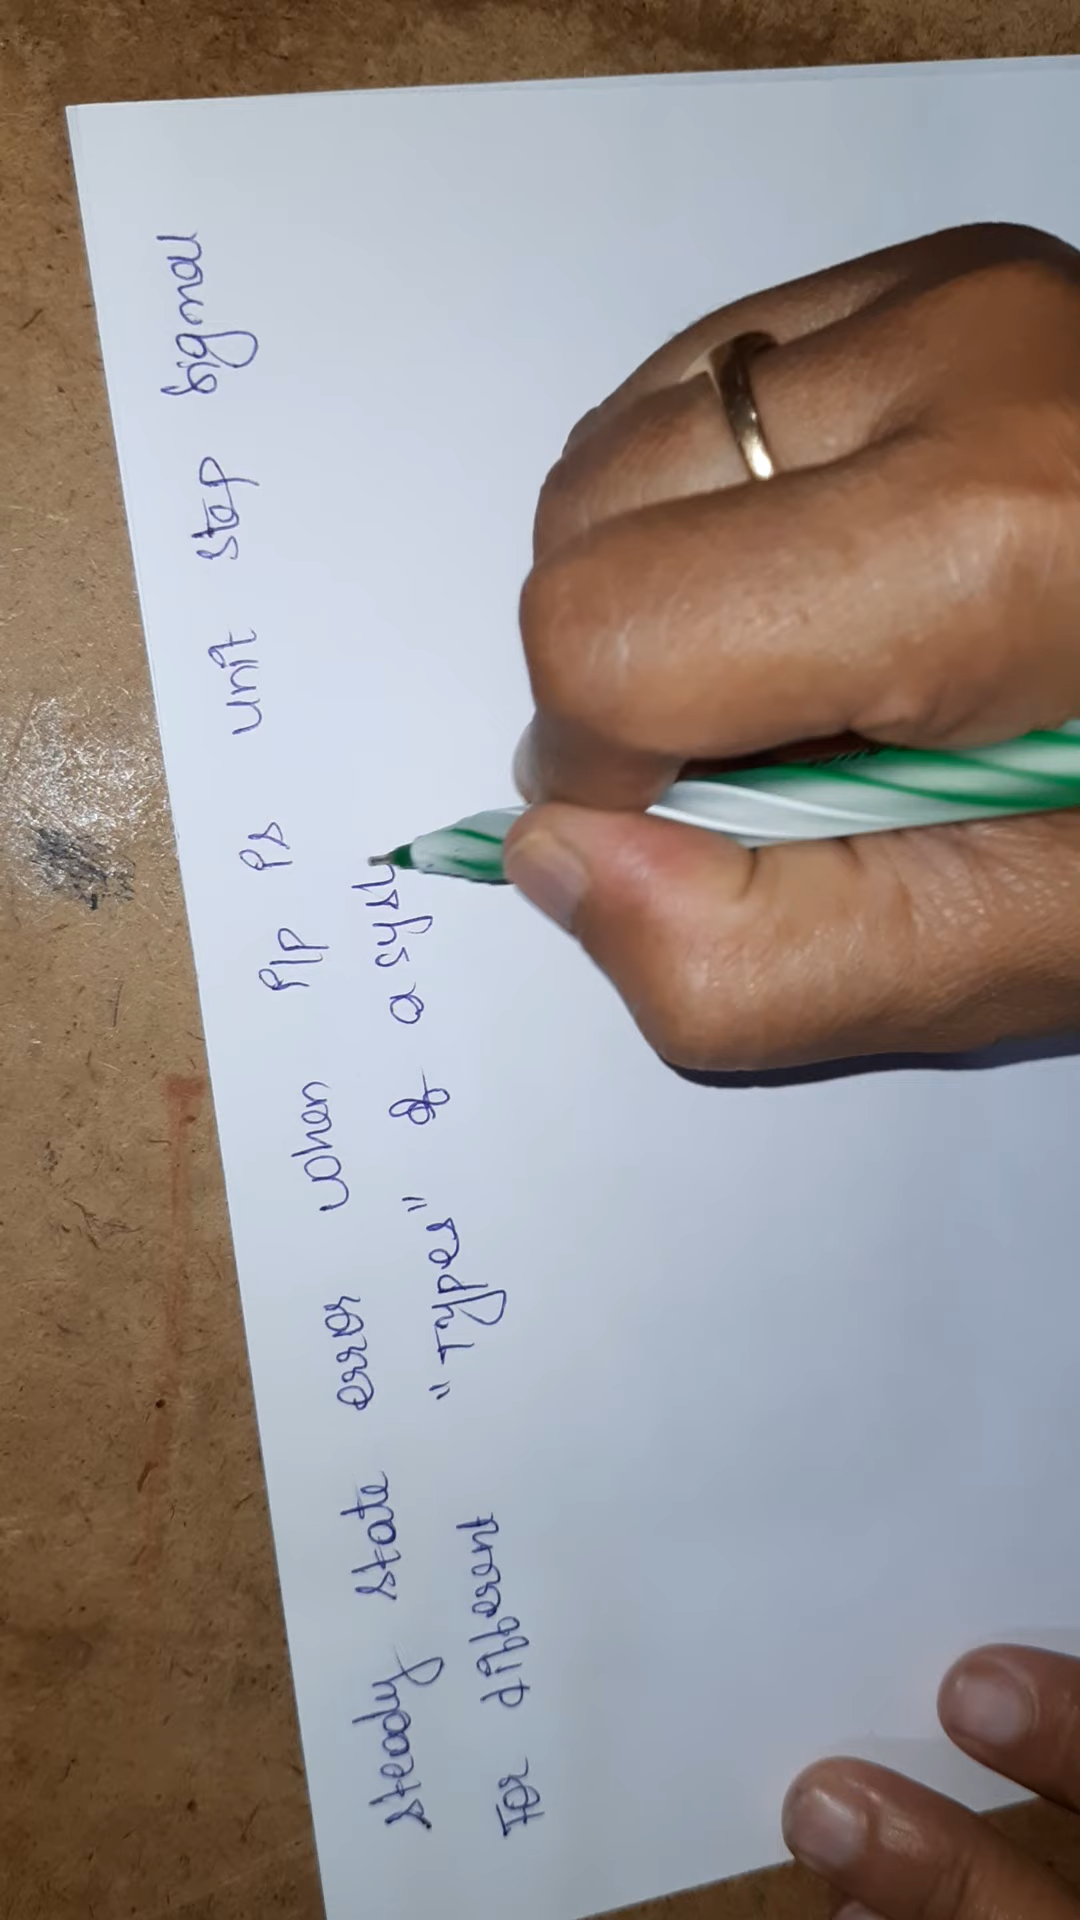 Steady state error when i/p is unit step signal
For different "Types" of a syst